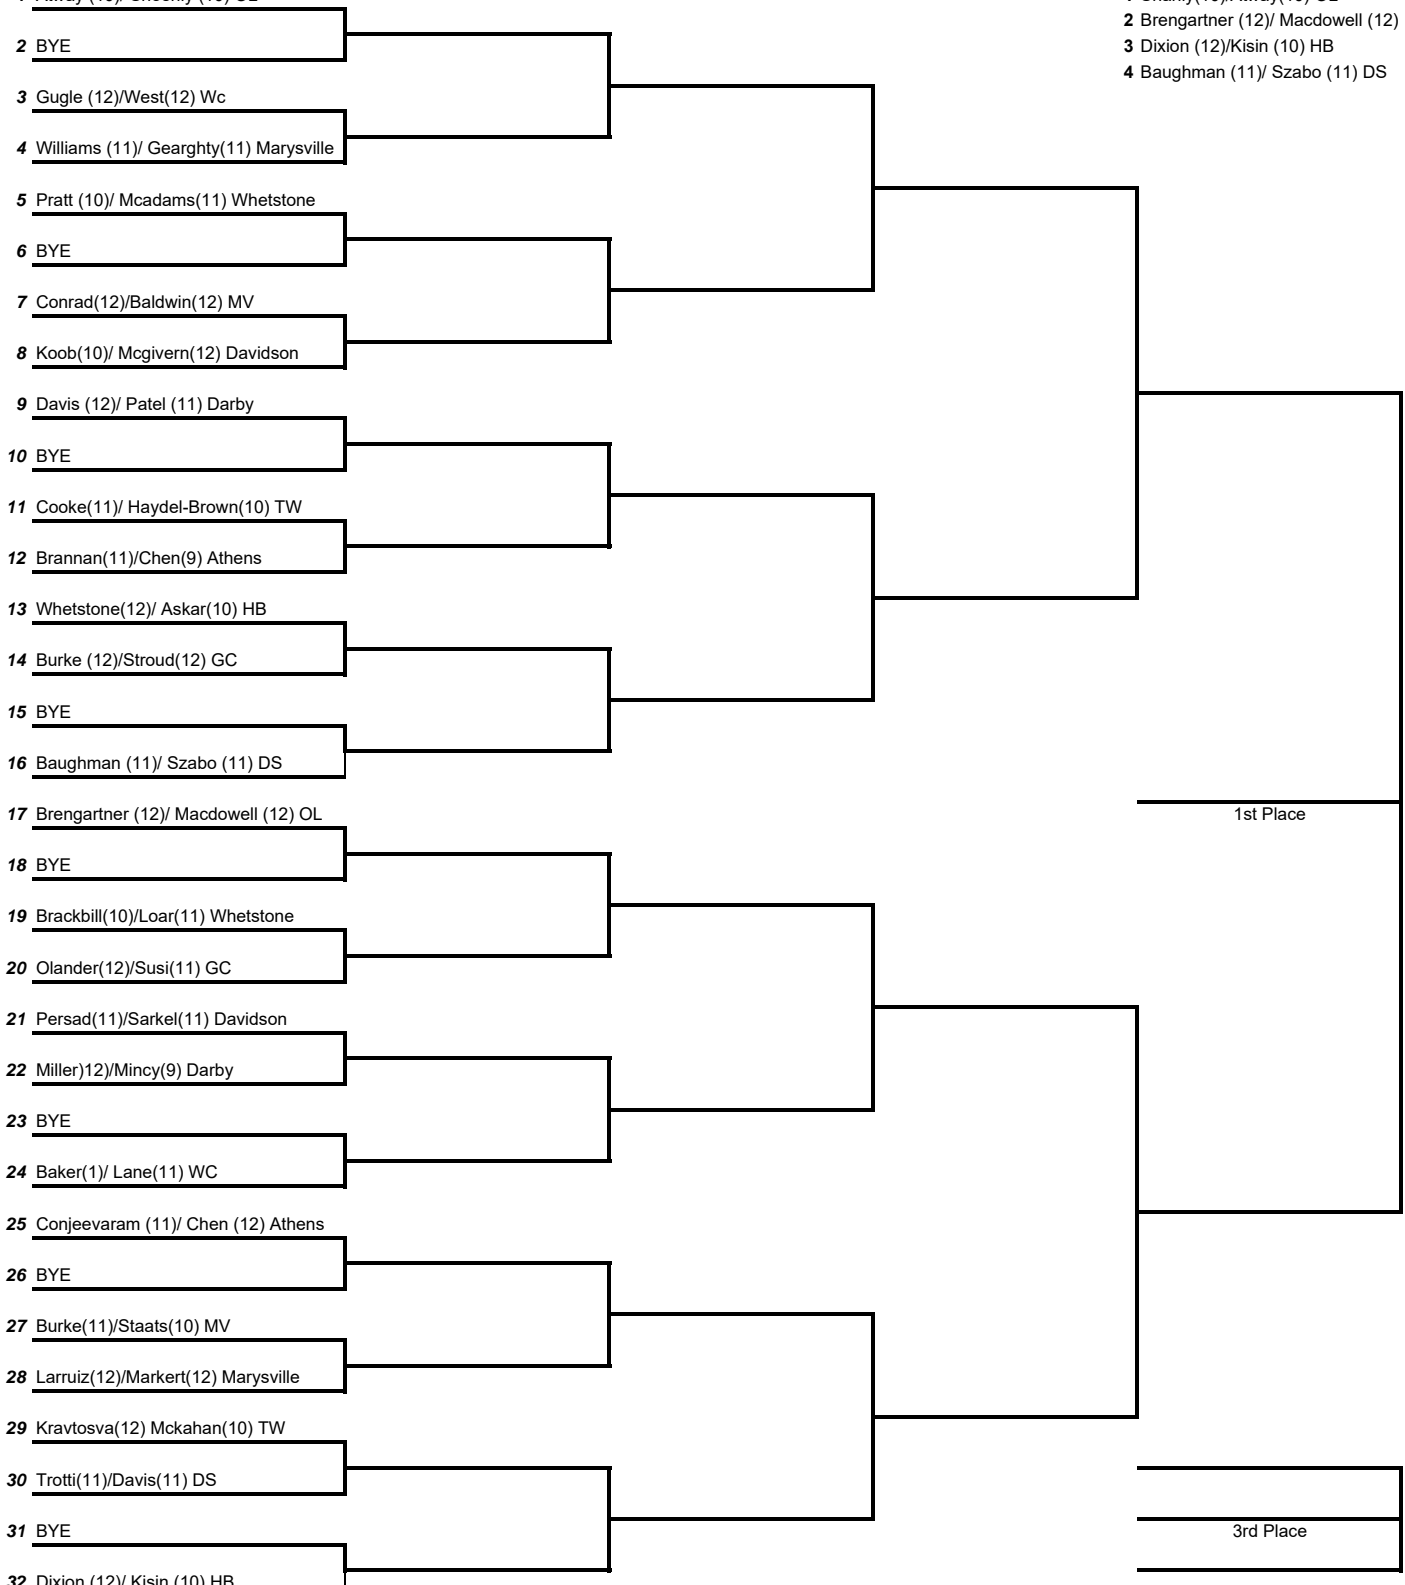 2 BYE
3 Gugle (12)/West(12) Wc
4 Williams (11)/ Gearghty(11) Marysville
5 Pratt (10)/ Mcadams(11) Whetstone
6 BYE
7 Conrad(12)/Baldwin(12) MV
8 Koob(10)/ Mcgivern(12) Davidson
9 Davis (12)/ Patel (11) Darby
10 BYE
11 Cooke(11)/ Haydel-Brown(10) TW
12 Brannan(11)/Chen(9) Athens
13 Whetstone(12)/ Askar(10) HB
14 Burke (12)/Stroud(12) GC
15 BYE
16 Baughman (11)/ Szabo (11) DS
17 Brengartner (12)/ Macdowell (12) OL
18 BYE
19 Brackbill(10)/Loar(11) Whetstone
20 Olander(12)/Susi(11) GC
21 Persad(11)/Sarkel(11) Davidson
22 Miller)12)/Mincy(9) Darby
23 BYE
24 Baker(1)/ Lane(11) WC
25 Conjeevaram (11)/ Chen (12) Athens
26 BYE
27 Burke(11)/Staats(10) MV
28 Larruiz(12)/Markert(12) Marysville
29 Kravtosva(12) Mckahan(10) TW
30 Trotti(11)/Davis(11) DS
31 BYE
32 Dixion (12)/ Kisin (10) HB
2 Brengartner (12)/ Macdowell (12)
3 Dixion (12)/Kisin (10) HB
4 Baughman (11)/ Szabo (11) DS
1st Place
3rd Place